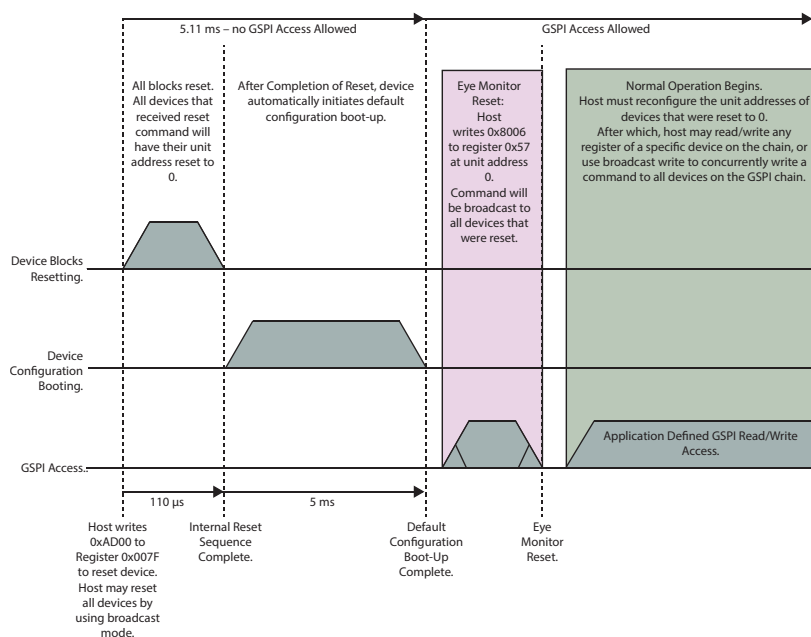 5.11 ms – no GSPI Access Allowed
GSPI Access Allowed
All blocks reset.
All devices that
received reset
command will
have their unit
address reset to
0.
After Completion of Reset, device
automatically initiates default
configuration boot-up.
Eye Monitor
Reset:
Host
writes 0x8006
to register 0x57
at unit address
0.
Command will
be broadcast to
all devices that
were reset.
Normal Operation Begins.
Host must reconfigure the unit addresses of
devices that were reset to 0.
After which, host may read/write any
register of a specific device on the chain, or
use broadcast write to concurrently write a
command to all devices on the GSPI chain.
Device Blocks
Resetting.
Device
Configuration
Booting.
GSPI Access.
Application Defined GSPI Read/Write
Access.
110 μs
5 ms
Host writes
0xAD00 to
Register 0x007F
to reset device.
Host may reset
all devices by
using broadcast
mode.
Internal Reset
Sequence
Complete.
Default
Configuration
Boot-Up
Complete.
Eye
Monitor
Reset.